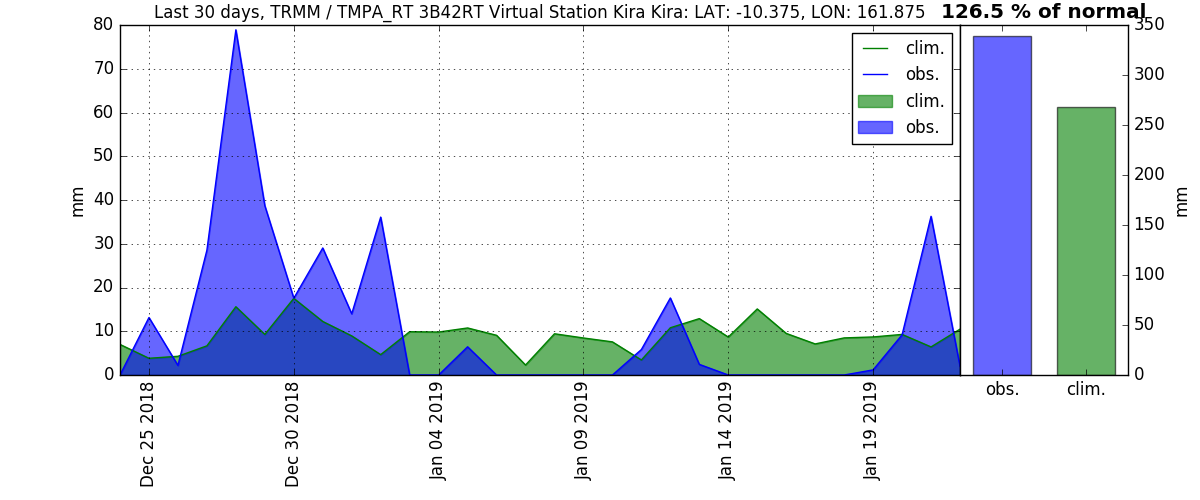 Last 30 days, TRMM / TMPA_RT 3B42RT Virtual Station Kira Kira: LAT: -10.375, LON: 161.875
126.5 % of normal
80
70
60
50
40
30
20
10
0
mm
clim.
obs.
clim.
obs.
Dec 25 2018
Dec 30 2018
Jan 04 2019
Jan 09 2019
Jan 14 2019
Jan 19 2019
350
300
250
200
150
100
50
0
mm
obs.
clim.